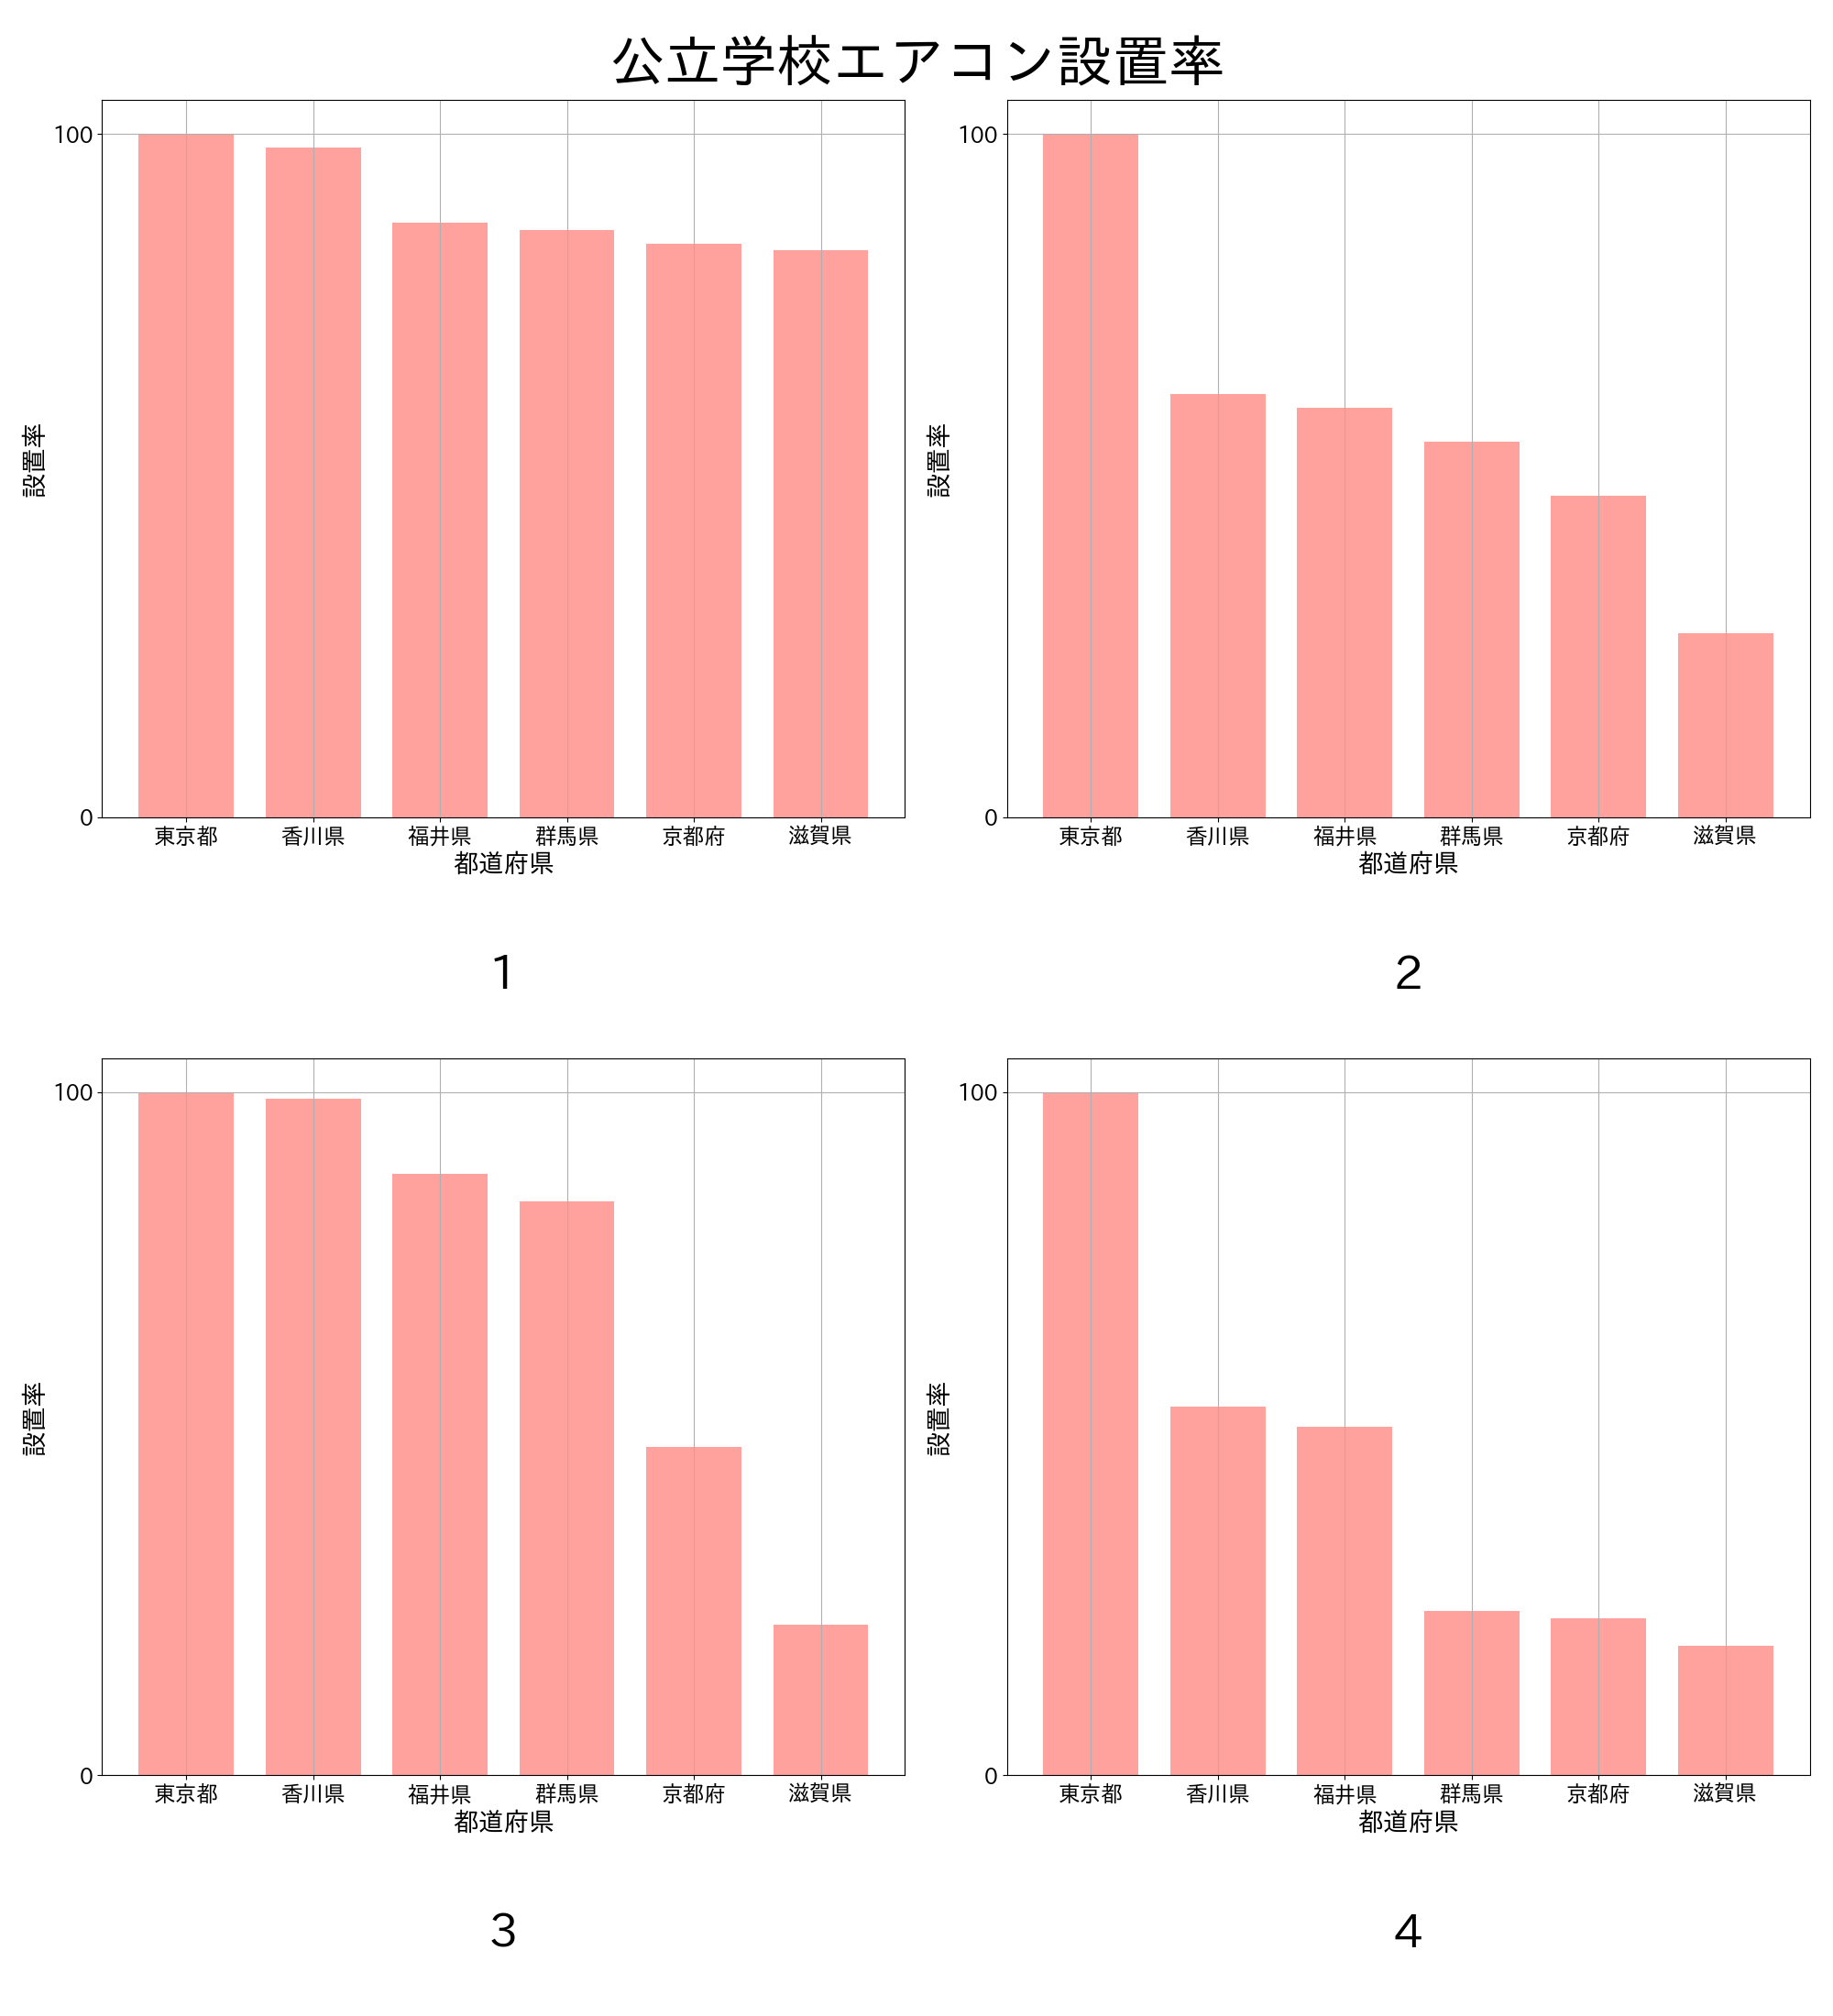 公立学校エアコン設置率
100
0
設置率
東京都 香川県 福井県 群馬県 京都府 滋賀県
都道府県
1
100
0
設置率
東京都 香川県 福井県 群馬県 京都府 滋賀県
都道府県
2
100
0
設置率
東京都 香川県 福井県 群馬県 京都府 滋賀県
都道府県
3
100
0
設置率
東京都 香川県 福井県 群馬県 京都府 滋賀県
都道府県
4